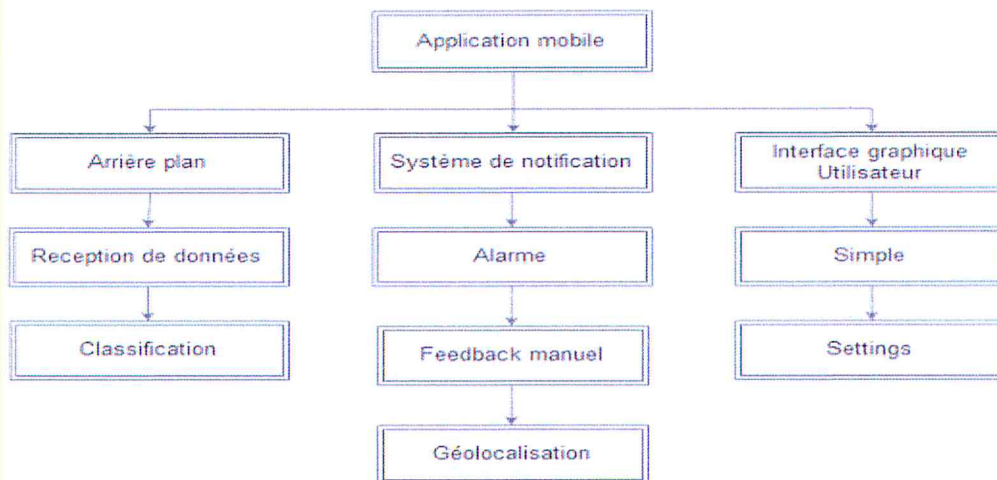 Application mobile
Arrière plan
Système de notification
Interface graphique
Utilisateur
Reception de données
Alarme
Simple
Classification
Feedback manuel
Settings
Géolocalisation